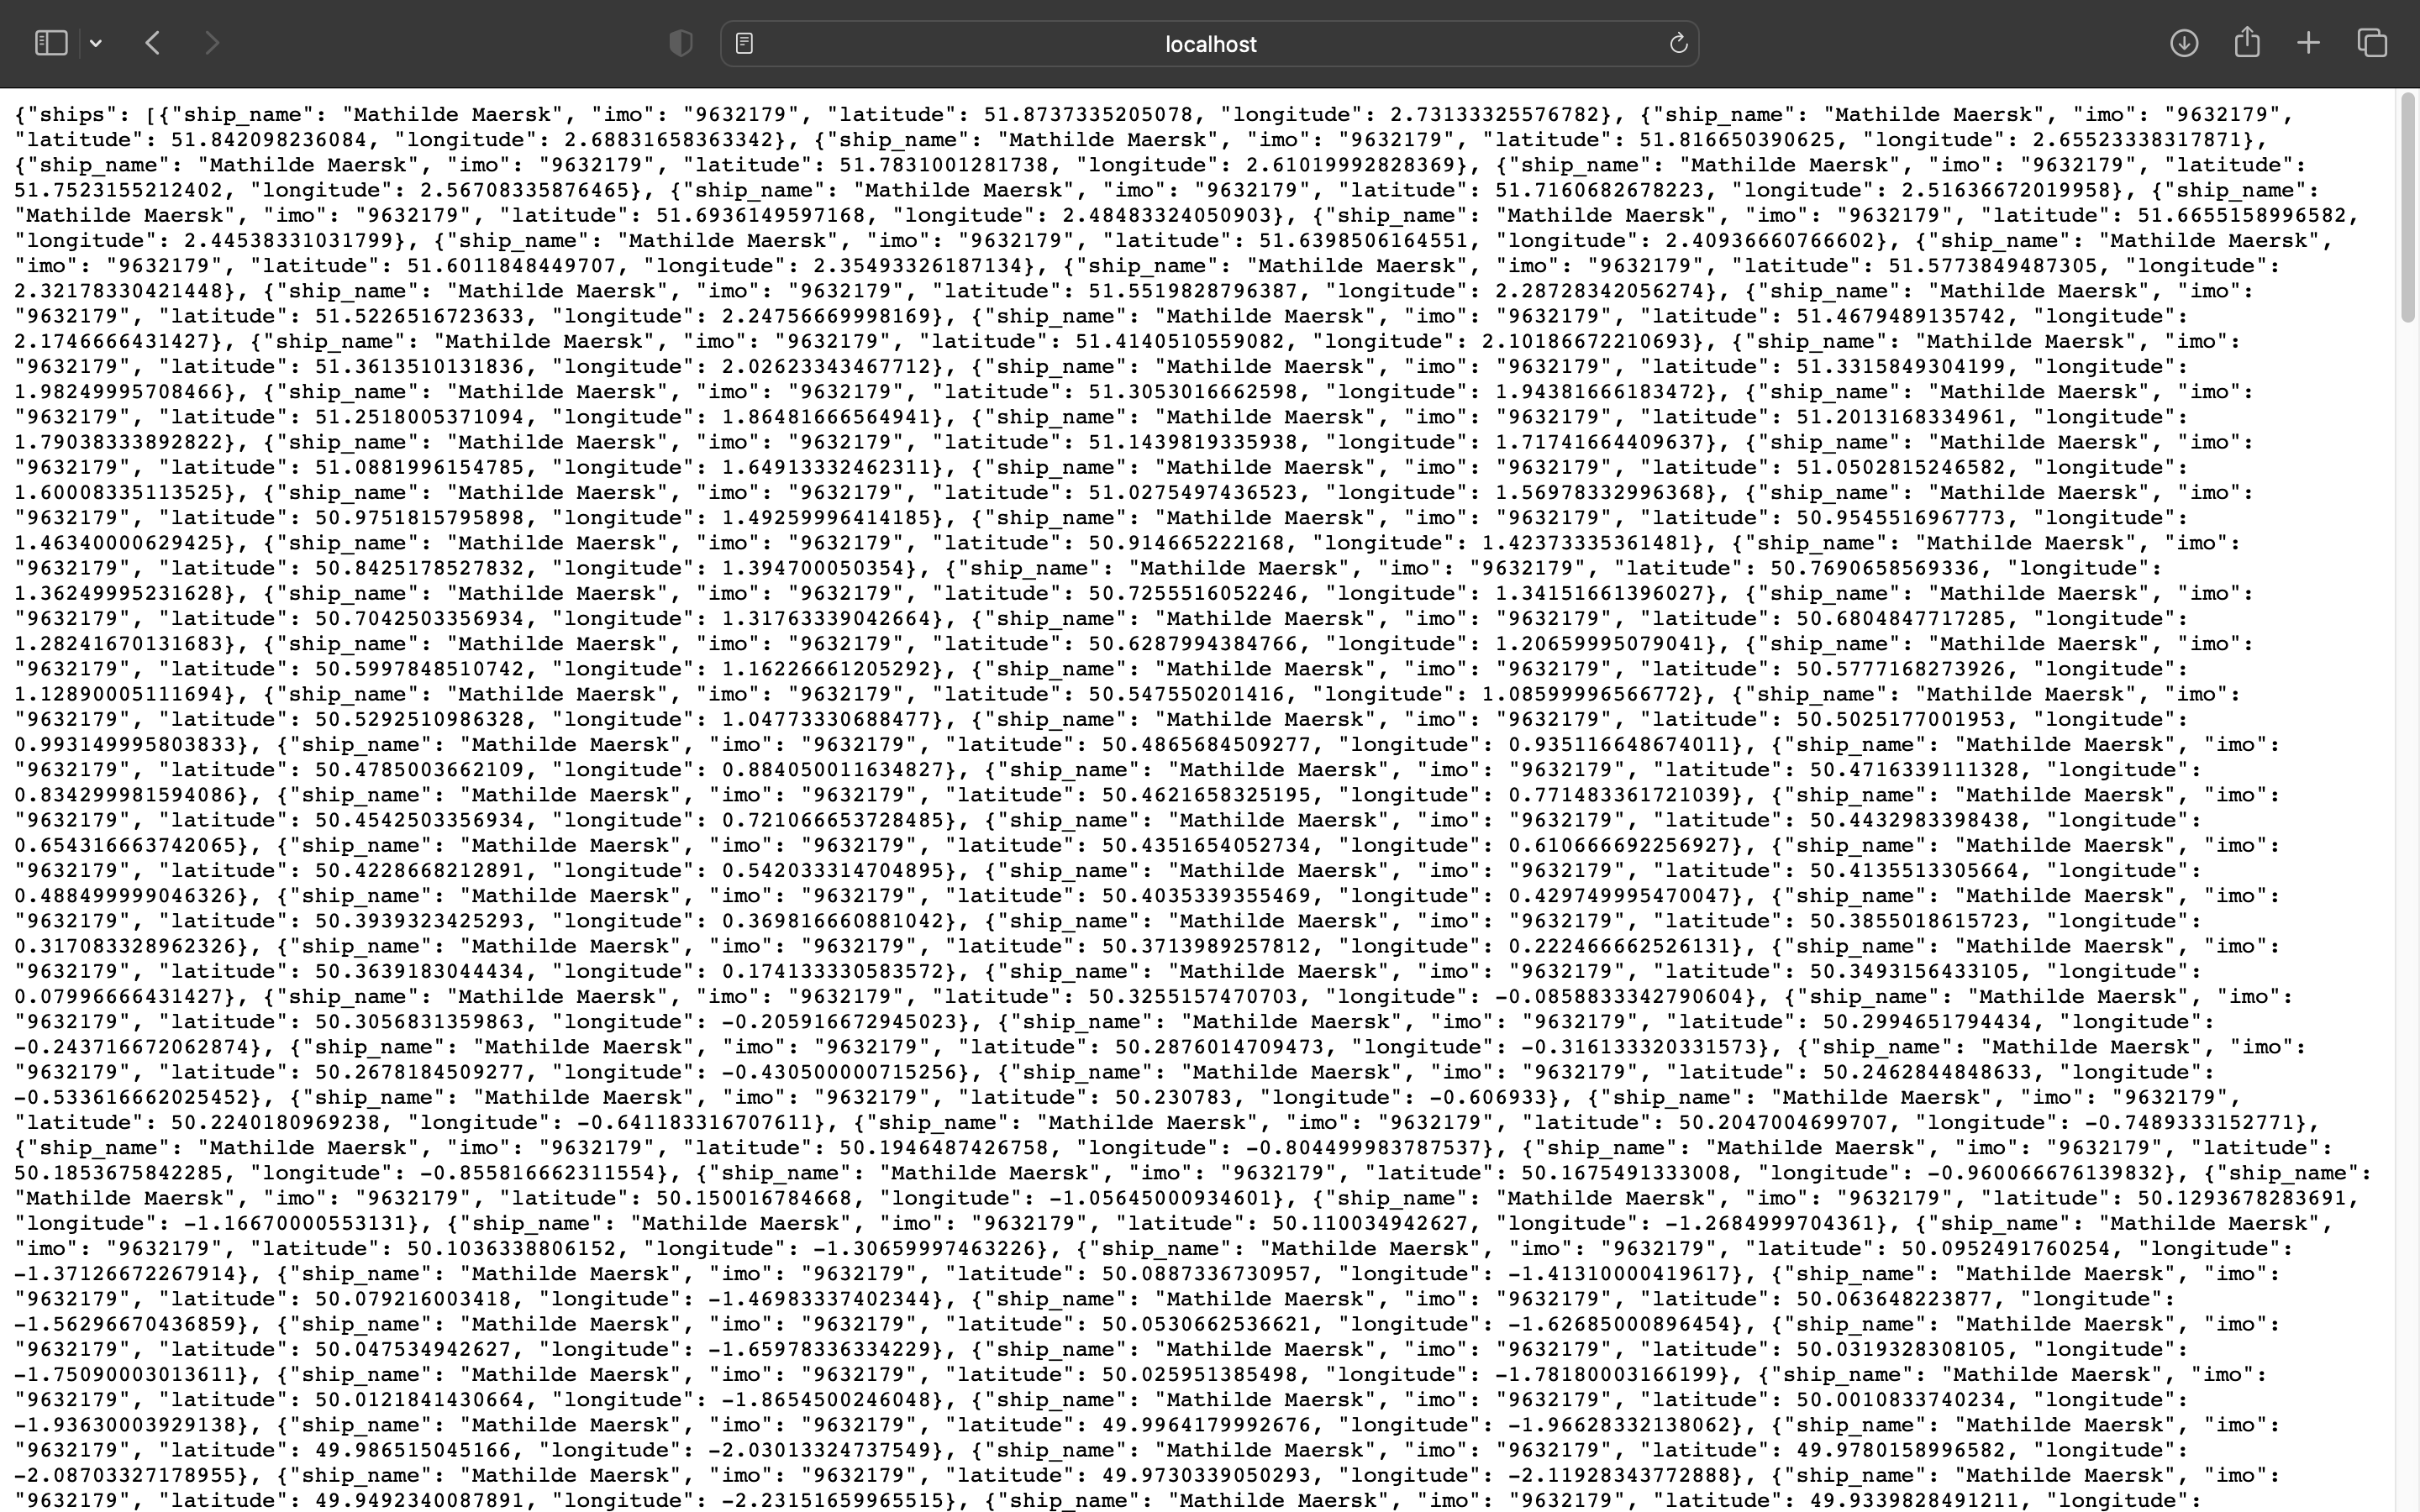 localhost
{"ships": [{"ship_name": "Mathilde Maersk", "imo": "9632179", "latitude": 51.8737335205078, "longitude": 2.73133325576782}, {"ship_name": "Mathilde Maersk", "imo": "9632179",
"latitude": 51.842098236084, "longitude": 2.68831658363342}, {"ship_name": "Mathilde Maersk", "imo": "9632179", "latitude": 51.816650390625, "longitude": 2.65523338317871},
{"ship_name": "Mathilde Maersk", "imo": "9632179", "latitude": 51.7831001281738, "longitude": 2.61019992828369}, {"ship_name": "Mathilde Maersk", "imo": "9632179", "latitude":
51.7523155212402, "longitude": 2.56708335876465}, {"ship_name": "Mathilde Maersk", "imo": "9632179", "latitude": 51.7160682678223, "longitude": 2.51636672019958}, {"ship_name":
"Mathilde Maersk", "imo": "9632179", "latitude": 51.6936149597168, "longitude": 2.48483324050903}, {"ship_name": "Mathilde Maersk", "imo": "9632179", "latitude": 51.6655158996582,
"longitude": 2.44538331031799}, {"ship_name": "Mathilde Maersk", "imo": "9632179", "latitude": 51.6398506164551, "longitude": 2.40936660766602}, {"ship_name": "Mathilde Maersk",
"imo": "9632179", "latitude": 51.6011848449707, "longitude": 2.35493326187134}, {"ship_name": "Mathilde Maersk", "imo": "9632179", "latitude": 51.5773849487305, "longitude":
2.32178330421448}, {"ship_name": "Mathilde Maersk", "imo": "9632179", "latitude": 51.5519828796387, "longitude": 2.28728342056274}, {"ship_name": "Mathilde Maersk", "imo":
"9632179", "latitude": 51.5226516723633, "longitude": 2.24756669998169}, {"ship_name": "Mathilde Maersk", "imo": "9632179", "latitude": 51.4679489135742, "longitude":
2.1746666431427}, {"ship_name": "Mathilde Maersk", "imo": "9632179", "latitude": 51.4140510559082, "longitude": 2.10186672210693}, {"ship_name": "Mathilde Maersk", "imo":
"9632179", "latitude": 51.3613510131836, "longitude": 2.02623343467712}, {"ship_name": "Mathilde Maersk", "imo": "9632179", "latitude": 51.3315849304199, "longitude":
1.98249995708466}, {"ship_name": "Mathilde Maersk", "imo": "9632179", "latitude": 51.3053016662598, "longitude": 1.94381666183472}, {"ship_name": "Mathilde Maersk", "imo":
"9632179", "latitude": 51.2518005371094, "longitude": 1.86481666564941}, {"ship_name": "Mathilde Maersk", "imo": "9632179", "latitude": 51.2013168334961, "longitude":
1.79038333892822}, {"ship_name": "Mathilde Maersk", "imo": "9632179", "latitude": 51.1439819335938, "longitude": 1.71741664409637}, {"ship_name": "Mathilde Maersk", "imo":
"9632179", "latitude": 51.0881996154785, "longitude": 1.64913332462311}, {"ship_name": "Mathilde Maersk", "imo": "9632179", "latitude": 51.0502815246582, "longitude":
1.60008335113525}, {"ship_name": "Mathilde Maersk", "imo": "9632179", "latitude": 51.0275497436523, "longitude": 1.56978332996368}, {"ship_name": "Mathilde Maersk", "imo":
"9632179", "latitude": 50.9751815795898, "longitude": 1.49259996414185}, {"ship_name": "Mathilde Maersk", "imo": "9632179", "latitude": 50.9545516967773, "longitude":
1.46340000629425}, {"ship_name": "Mathilde Maersk", "imo": "9632179", "latitude": 50.914665222168, "longitude": 1.42373335361481}, {"ship_name": "Mathilde Maersk", "imo":
"9632179", "latitude": 50.8425178527832, "longitude": 1.394700050354}, {"ship_name": "Mathilde Maersk", "imo": "9632179", "latitude": 50.7690658569336, "longitude":
1.36249995231628}, {"ship_name": "Mathilde Maersk", "imo": "9632179", "latitude": 50.7255516052246, "longitude": 1.34151661396027}, {"ship_name": "Mathilde Maersk", "imo":
"9632179", "latitude": 50.7042503356934, "longitude": 1.31763339042664}, {"ship_name": "Mathilde Maersk", "imo": "9632179", "latitude": 50.6804847717285, "longitude":
1.28241670131683}, {"ship_name": "Mathilde Maersk", "imo": "9632179", "latitude": 50.6287994384766, "longitude": 1.20659995079041}, {"ship_name": "Mathilde Maersk", "imo":
"9632179", "latitude": 50.5997848510742, "longitude": 1.16226661205292}, {"ship_name": "Mathilde Maersk", "imo": "9632179", "latitude": 50.5777168273926, "longitude":
1.12890005111694}, {"ship_name": "Mathilde Maersk", "imo": "9632179", "latitude": 50.547550201416, "longitude": 1.08599996566772}, {"ship_name": "Mathilde Maersk", "imo":
"9632179", "latitude": 50.5292510986328, "longitude": 1.04773330688477}, {"ship_name": "Mathilde Maersk", "imo": "9632179", "latitude": 50.5025177001953, "longitude":
0.993149995803833}, {"ship_name": "Mathilde Maersk", "imo": "9632179", "latitude": 50.4865684509277, "longitude": 0.935116648674011}, {"ship_name": "Mathilde Maersk", "imo":
"9632179", "latitude": 50.4785003662109, "longitude": 0.884050011634827}, {"ship_name": "Mathilde Maersk", "imo": "9632179", "latitude": 50.4716339111328, "longitude":
0.834299981594086}, {"ship_name": "Mathilde Maersk", "imo": "9632179", "latitude": 50.4621658325195, "longitude": 0.771483361721039}, {"ship_name": "Mathilde Maersk", "imo":
"9632179", "latitude": 50.4542503356934, "longitude": 0.721066653728485}, {"ship_name": "Mathilde Maersk", "imo": "9632179", "latitude": 50.4432983398438, "longitude":
0.654316663742065}, {"ship_name": "Mathilde Maersk", "imo": "9632179", "latitude": 50.4351654052734, "longitude": 0.610666692256927}, {"ship_name": "Mathilde Maersk", "imo":
"9632179", "latitude": 50.4228668212891, "longitude": 0.542033314704895}, {"ship_name": "Mathilde Maersk", "imo": "9632179", "latitude": 50.4135513305664, "longitude":
0.488499999046326}, {"ship_name": "Mathilde Maersk", "imo": "9632179", "latitude": 50.4035339355469, "longitude": 0.429749995470047}, {"ship_name": "Mathilde Maersk", "imo":
"9632179", "latitude": 50.3939323425293, "longitude": 0.369816660881042}, {"ship_name": "Mathilde Maersk", "imo": "9632179", "latitude": 50.3855018615723, "longitude":
0.317083328962326}, {"ship_name": "Mathilde Maersk", "imo": "9632179", "latitude": 50.3713989257812, "longitude": 0.222466662526131}, {"ship_name": "Mathilde Maersk", "imo":
"9632179", "latitude": 50.3639183044434, "longitude": 0.174133330583572}, {"ship_name": "Mathilde Maersk", "imo": "9632179", "latitude": 50.3493156433105, "longitude":
0.07996666431427}, {"ship_name": "Mathilde Maersk", "imo": "9632179", "latitude": 50.3255157470703, "longitude": -0.0858833342790604}, {"ship_name": "Mathilde Maersk", "imo":
"9632179", "latitude": 50.3056831359863, "longitude": -0.205916672945023}, {"ship_name": "Mathilde Maersk", "imo": "9632179", "latitude": 50.2994651794434, "longitude":
-0.243716672062874}, {"ship_name": "Mathilde Maersk", "imo": "9632179", "latitude": 50.2876014709473, "longitude": -0.316133320331573}, {"ship_name": "Mathilde Maersk", "imo":
"9632179", "latitude": 50.2678184509277, "longitude": -0.430500000715256}, {"ship_name": "Mathilde Maersk", "imo": "9632179", "latitude": 50.2462844848633, "longitude":
-0.533616662025452}, {"ship_name": "Mathilde Maersk", "imo": "9632179", "latitude": 50.230783, "longitude": -0.606933}, {"ship_name": "Mathilde Maersk", "imo": "9632179",
"latitude": 50.2240180969238, "longitude": -0.641183316707611}, {"ship_name": "Mathilde Maersk", "imo": "9632179", "latitude": 50.2047004699707, "longitude": -0.7489333152771},
{"ship_name": "Mathilde Maersk", "imo": "9632179", "latitude": 50.1946487426758, "longitude": -0.804499983787537}, {"ship_name": "Mathilde Maersk", "imo": "9632179", "latitude":
50.1853675842285, "longitude": -0.855816662311554}, {"ship_name": "Mathilde Maersk", "imo": "9632179", "latitude": 50.1675491333008, "longitude": -0.960066676139832}, {"ship_name":
"Mathilde Maersk", "imo": "9632179", "latitude": 50.150016784668, "longitude": -1.05645000934601}, {"ship_name": "Mathilde Maersk", "imo": "9632179", "latitude": 50.1293678283691,
"longitude": -1.16670000553131}, {"ship_name": "Mathilde Maersk", "imo": "9632179", "latitude": 50.110034942627, "longitude": -1.2684999704361}, {"ship_name": "Mathilde Maersk",
"imo": "9632179", "latitude": 50.1036338806152, "longitude": -1.30659997463226}, {"ship_name": "Mathilde Maersk", "imo": "9632179", "latitude": 50.0952491760254, "longitude":
-1.37126672267914}, {"ship_name": "Mathilde Maersk", "imo": "9632179", "latitude": 50.0887336730957, "longitude": -1.41310000419617}, {"ship_name": "Mathilde Maersk", "imo":
"9632179", "latitude": 50.079216003418, "longitude": -1.46983337402344}, {"ship_name": "Mathilde Maersk", "imo": "9632179", "latitude": 50.063648223877, "longitude":
-1.56296670436859}, {"ship_name": "Mathilde Maersk", "imo": "9632179", "latitude": 50.0530662536621, "longitude": -1.62685000896454}, {"ship_name": "Mathilde Maersk", "imo":
"9632179", "latitude": 50.047534942627, "longitude": -1.65978336334229}, {"ship_name": "Mathilde Maersk", "imo": "9632179", "latitude": 50.0319328308105, "longitude":
-1.75090003013611}, {"ship_name": "Mathilde Maersk", "imo": "9632179", "latitude": 50.025951385498, "longitude": -1.78180003166199}, {"ship_name": "Mathilde Maersk", "imo":
"9632179", "latitude": 50.0121841430664, "longitude": -1.8654500246048}, {"ship_name": "Mathilde Maersk", "imo": "9632179", "latitude": 50.0010833740234, "longitude":
-1.93630003929138}, {"ship_name": "Mathilde Maersk", "imo": "9632179", "latitude": 49.9964179992676, "longitude": -1.96628332138062}, {"ship_name": "Mathilde Maersk", "imo":
"9632179", "latitude": 49.986515045166, "longitude": -2.03013324737549}, {"ship_name": "Mathilde Maersk", "imo": "9632179", "latitude": 49.9780158996582, "longitude":
-2.08703327178955}, {"ship_name": "Mathilde Maersk", "imo": "9632179", "latitude": 49.9730339050293, "longitude": -2.11928343772888}, {"ship_name": "Mathilde Maersk", "imo":
"9632179", "latitude": 49.9492340087891, "longitude": -2.23151659965515}, {"ship_name": "Mathilde Maersk", "imo": "9632179", "latitude": 49.9339828491211, "longitude":